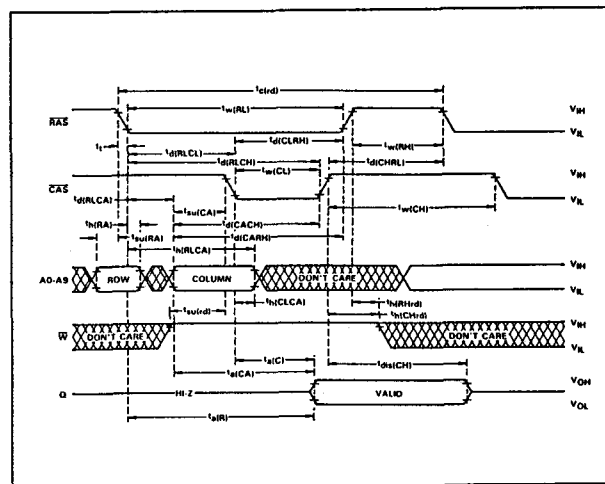 tc(rd)
tw(RL)
VIH
RAS
VIL
td(CLRH)
tw(RH)
tt
td(RLCL)
td(RLCH)
td(CHRL)
VIH
tw(CL)
CAS
VIL
td(RLCA)
tsu(CA)
tw(CH)
th(RA)
td(CACH)
tsu(RA)
td(CARH)
th(RLCA)
VIH
A0-A9
ROW
COLUMN
DON'T CARE
VIL
th(RHrd)
tsu(rd)
th(CLCA)
th(CHrd)
VIH
W
DON'T CARE
DON'T CARE
VIL
ta(C)
tdis(CH)
ta(CA)
VOH
Q
HI-Z
VALID
VOL
ta(R)